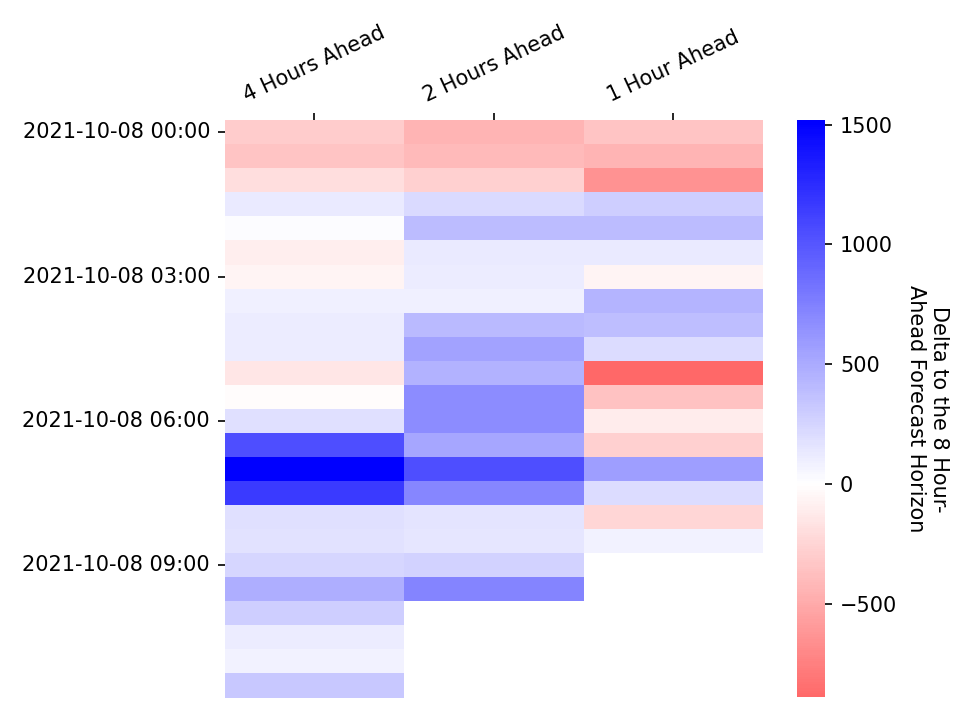 4 Hours Ahead
2 Hours Ahead
1 Hour Ahead
2021-10-08 00:00
2021-10-08 03:00
2021-10-08 06:00
2021-10-08 09:00
1500
1000
500
0
−500
Delta to the 8 Hour-
Ahead Forecast Horizon